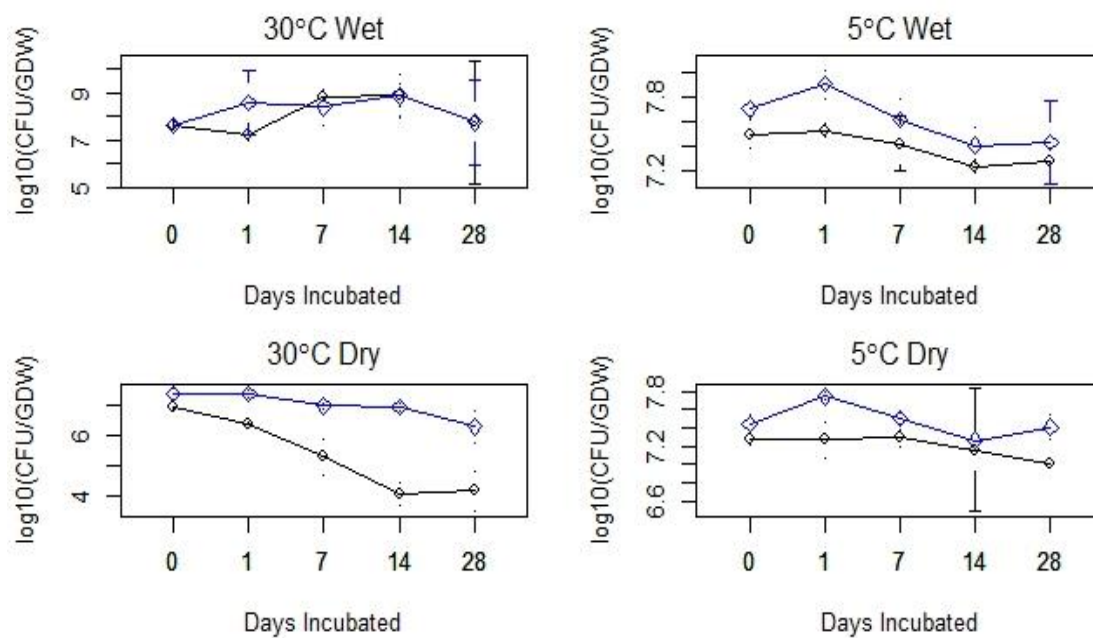 30°C Wet
log10(CFU/GDW)
9
7
5
0 1 7 14 28
Days Incubated
5°C Wet
log10(CFU/GDW)
7.8
7.2
0 1 7 14 28
Days Incubated
30°C Dry
log10(CFU/GDW)
6
4
0 1 7 14 28
Days Incubated
5°C Dry
log10(CFU/GDW)
7.8
7.2
6.6
0 1 7 14 28
Days Incubated